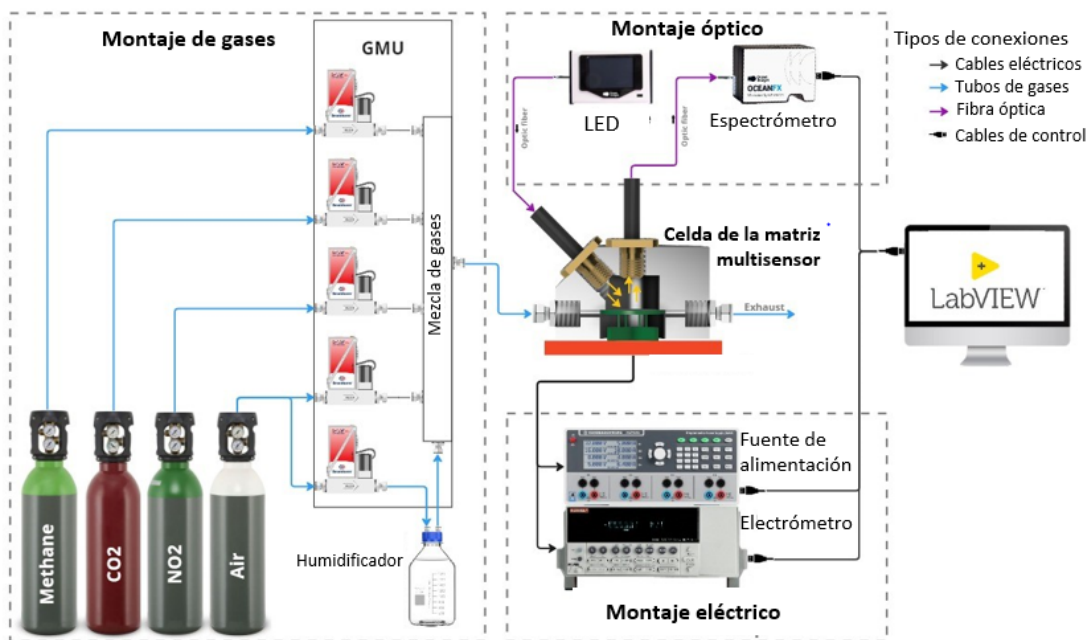 Montaje de gases
GMU
Mezcla de gases
Methane
CO2
NO2
Air
Humidificador
Montaje óptico
LED
Optic fiber
Optic fiber
OCEANFX
Espectrómetro
Celda de la matriz
multisensor
Exhaust
Tipos de conexiones
Cables eléctricos
Tubos de gases
Fibra óptica
Cables de control
LabVIEW
Fuente de
alimentación
Electrómetro
Montaje eléctrico